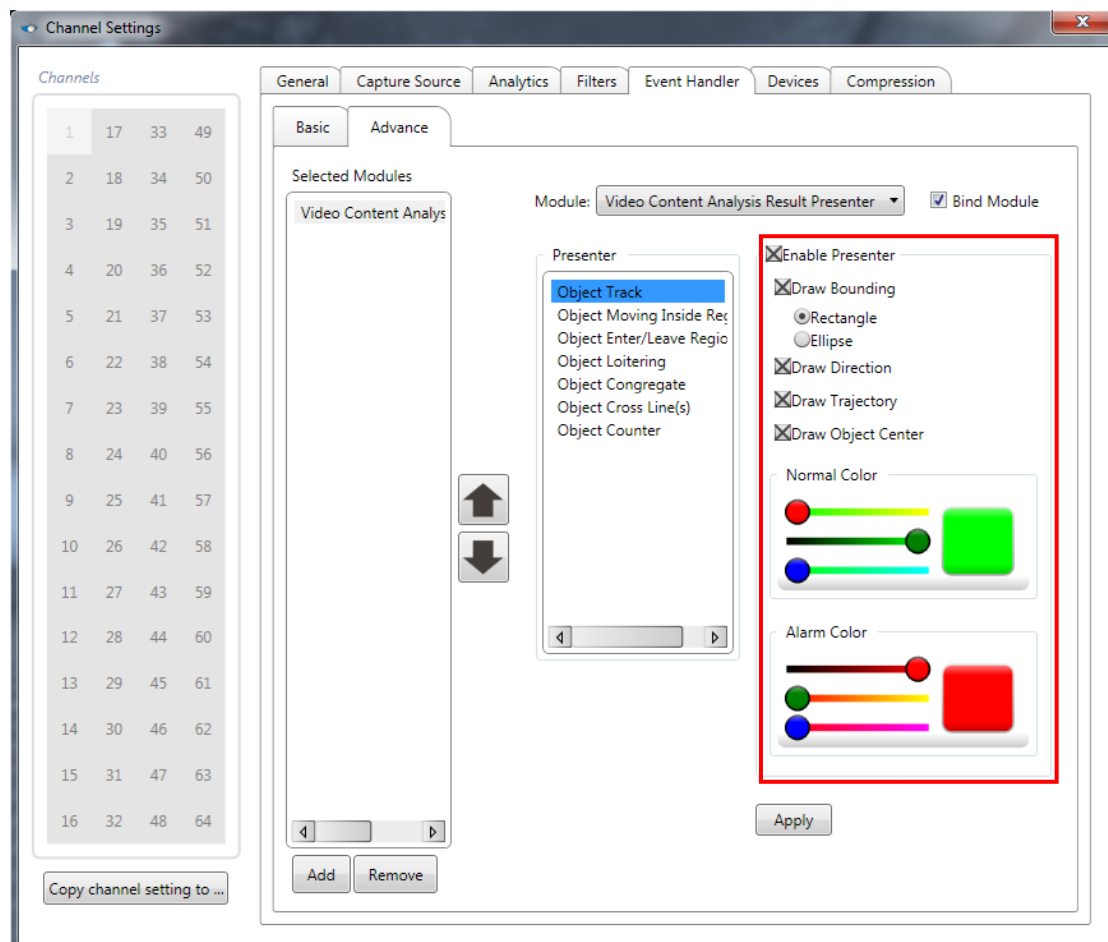 Channel Settings
Channels
1 17 33 49
2 18 34 50
3 19 35 51
4 20 36 52
5 21 37 53
6 22 38 54
7 23 39 55
8 24 40 56
9 25 41 57
10 26 42 58
11 27 43 59
12 28 44 60
13 29 45 61
14 30 46 62
15 31 47 63
16 32 48 64
Copy channel setting to ...
General Capture Source Analytics Filters Event Handler Devices Compression
Basic Advance
Selected Modules
Video Content Analys
Add Remove
Module: Video Content Analysis Result Presenter
Bind Module
Presenter
Object Track
Object Moving Inside Reg
Object Enter/Leave Regio
Object Loitering
Object Congregate
Object Cross Line(s)
Object Counter
Enable Presenter
Draw Bounding
Rectangle
Ellipse
Draw Direction
Draw Trajectory
Draw Object Center
Normal Color
Alarm Color
Apply